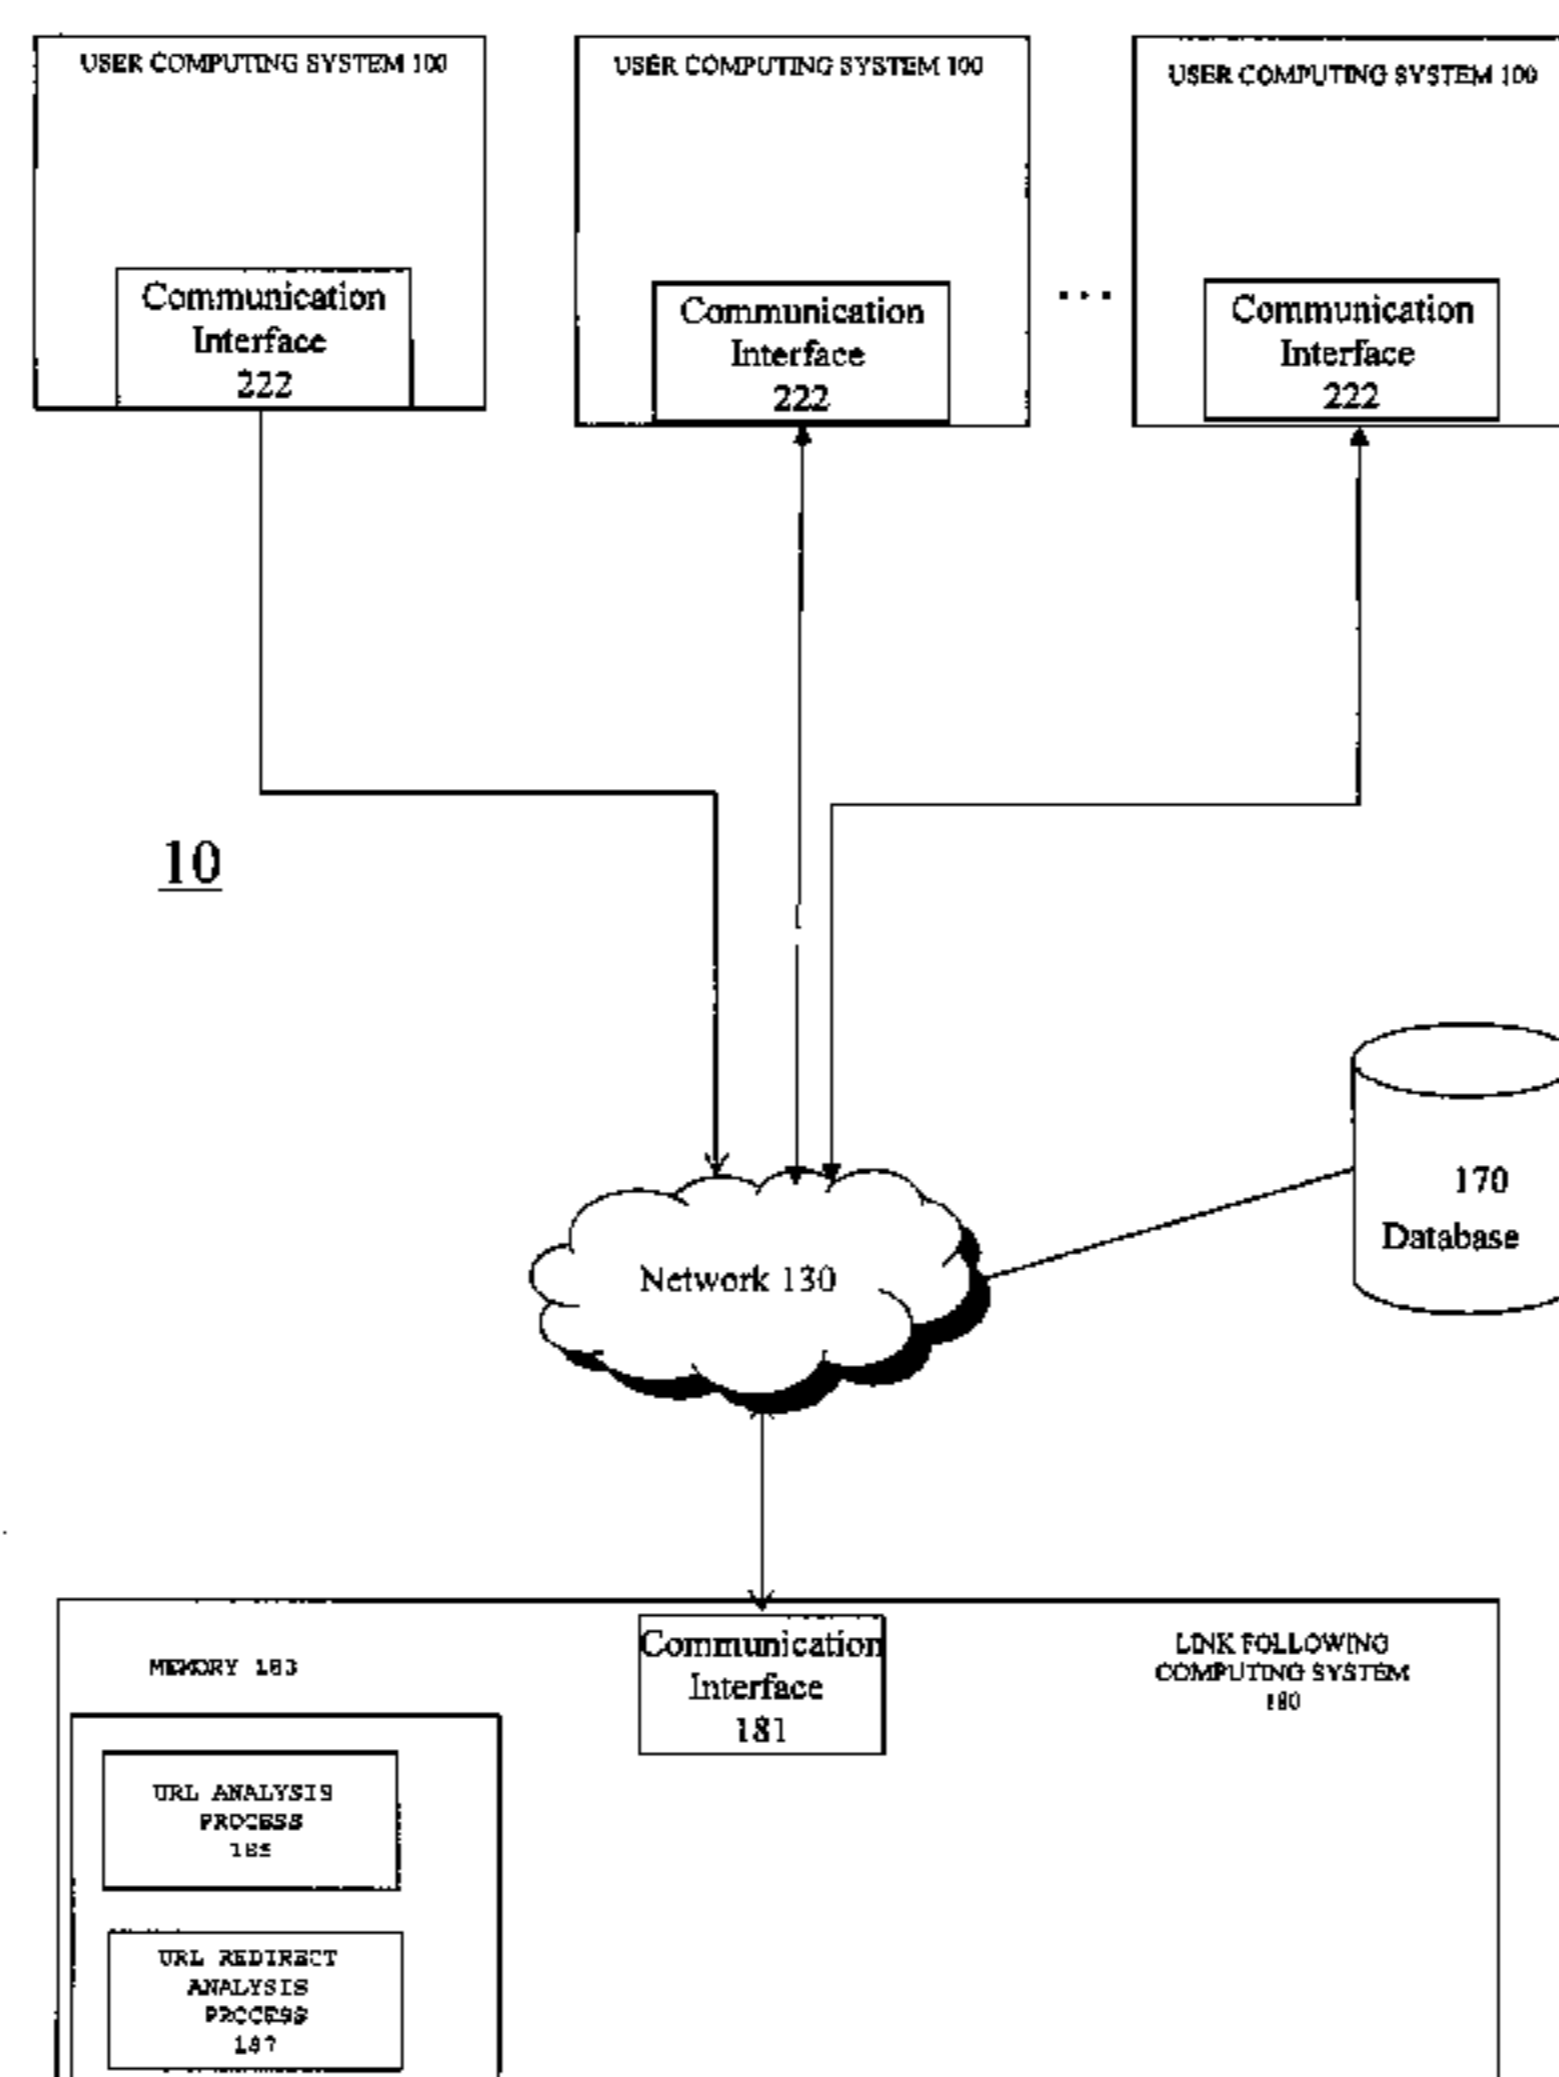 USER COMPUTING SYSTEM 100
USER COMPUTING SYSTEM 100
USER COMPUTING SYSTEM 100
Communication
Interface
222
Communication
Interface
222
...
Communication
Interface
222
10
170
Database
Network 130
MEMORY 183
Communication
Interface
181
LINK FOLLOWING
COMPUTING SYSTEM
180
URL ANALYSIS
PROCESS
185
URL REDIRECT
ANALYSIS
PROCESS
187